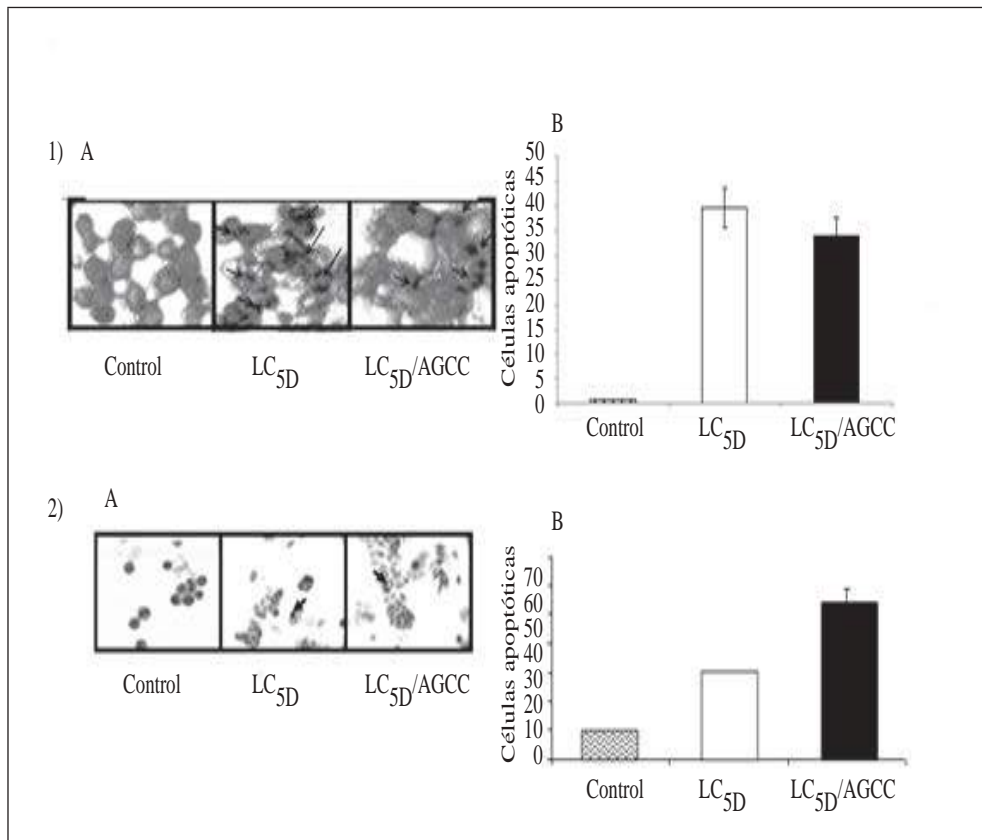 1) A
Control LC5D LC5D/AGCC
B
Células apoptóticas
50
45
40
35
30
25
20
15
10
5
0
Control LC5D LC5D/AGCC
2) A
Control LC5D LC5D/AGCC
B
Células apoptóticas
70
60
50
40
30
20
10
0
Control LC5D LC5D/AGCC